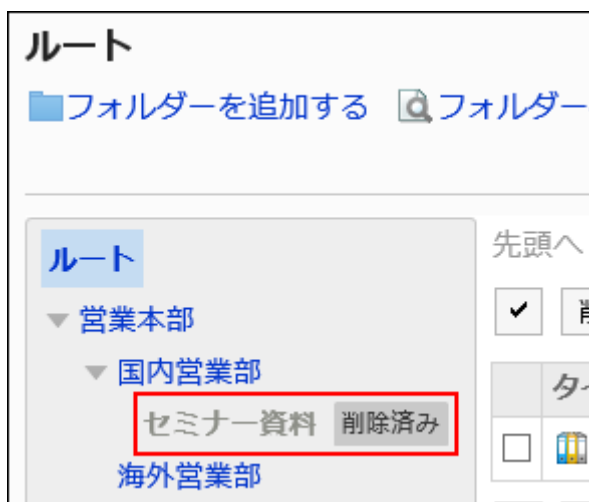 ルート
フォルダーを追加する フォルダー
ルート
営業本部
国内営業部
セミナー資料 削除済み
海外営業部
先頭へ